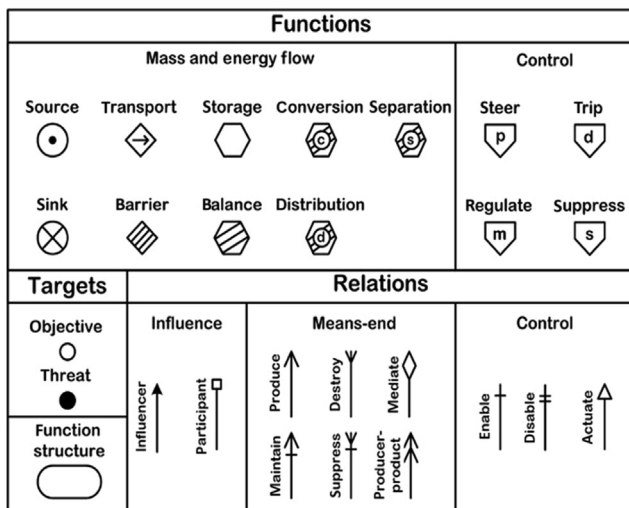 Functions
Mass and energy flow
Control
Source Transport Storage Conversion Separation
c s
Steer Trip
p d
Sink Barrier Balance Distribution
d
Regulate Suppress
m s
Targets
Relations
Objective
Threat
Function
structure
Influence
Influencer
Participant
Means-end
Produce
Destroy
Mediate
Maintain
Suppress
Producer-
product
Control
Enable
Disable
Actuate